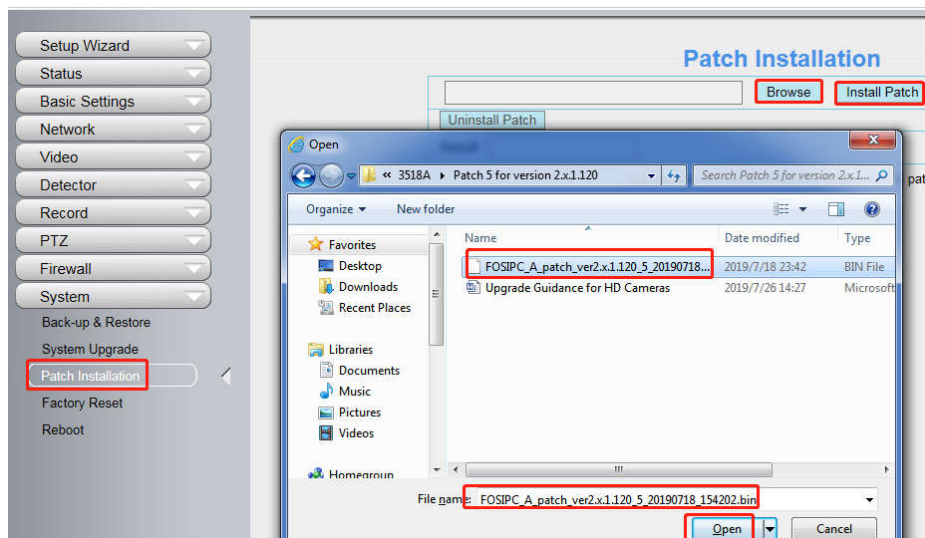 Setup Wizard
Status
Basic Settings
Network
Video
Detector
Record
PTZ
Firewall
System
Back-up & Restore
System Upgrade
Patch Installation
Factory Reset
Reboot
Patch Installation
Browse
Install Patch
Uninstall Patch
Open
« 3518A ▸ Patch 5 for version 2.x.1.120
Search Patch 5 for version 2.x.1...
pat
Organize
New folder
Favorites
Desktop
Downloads
Recent Places
Libraries
Documents
Music
Pictures
Videos
Homegroup
Name Date modified Type
FOSIPC_A_patch_ver2.x.1.120_5_20190718... 2019/7/18 23:42 BIN File
Upgrade Guidance for HD Cameras 2019/7/26 14:27 Microsoft
File name: FOSIPC_A_patch_ver2.x.1.120_5_20190718_154202.bin
Open
Cancel